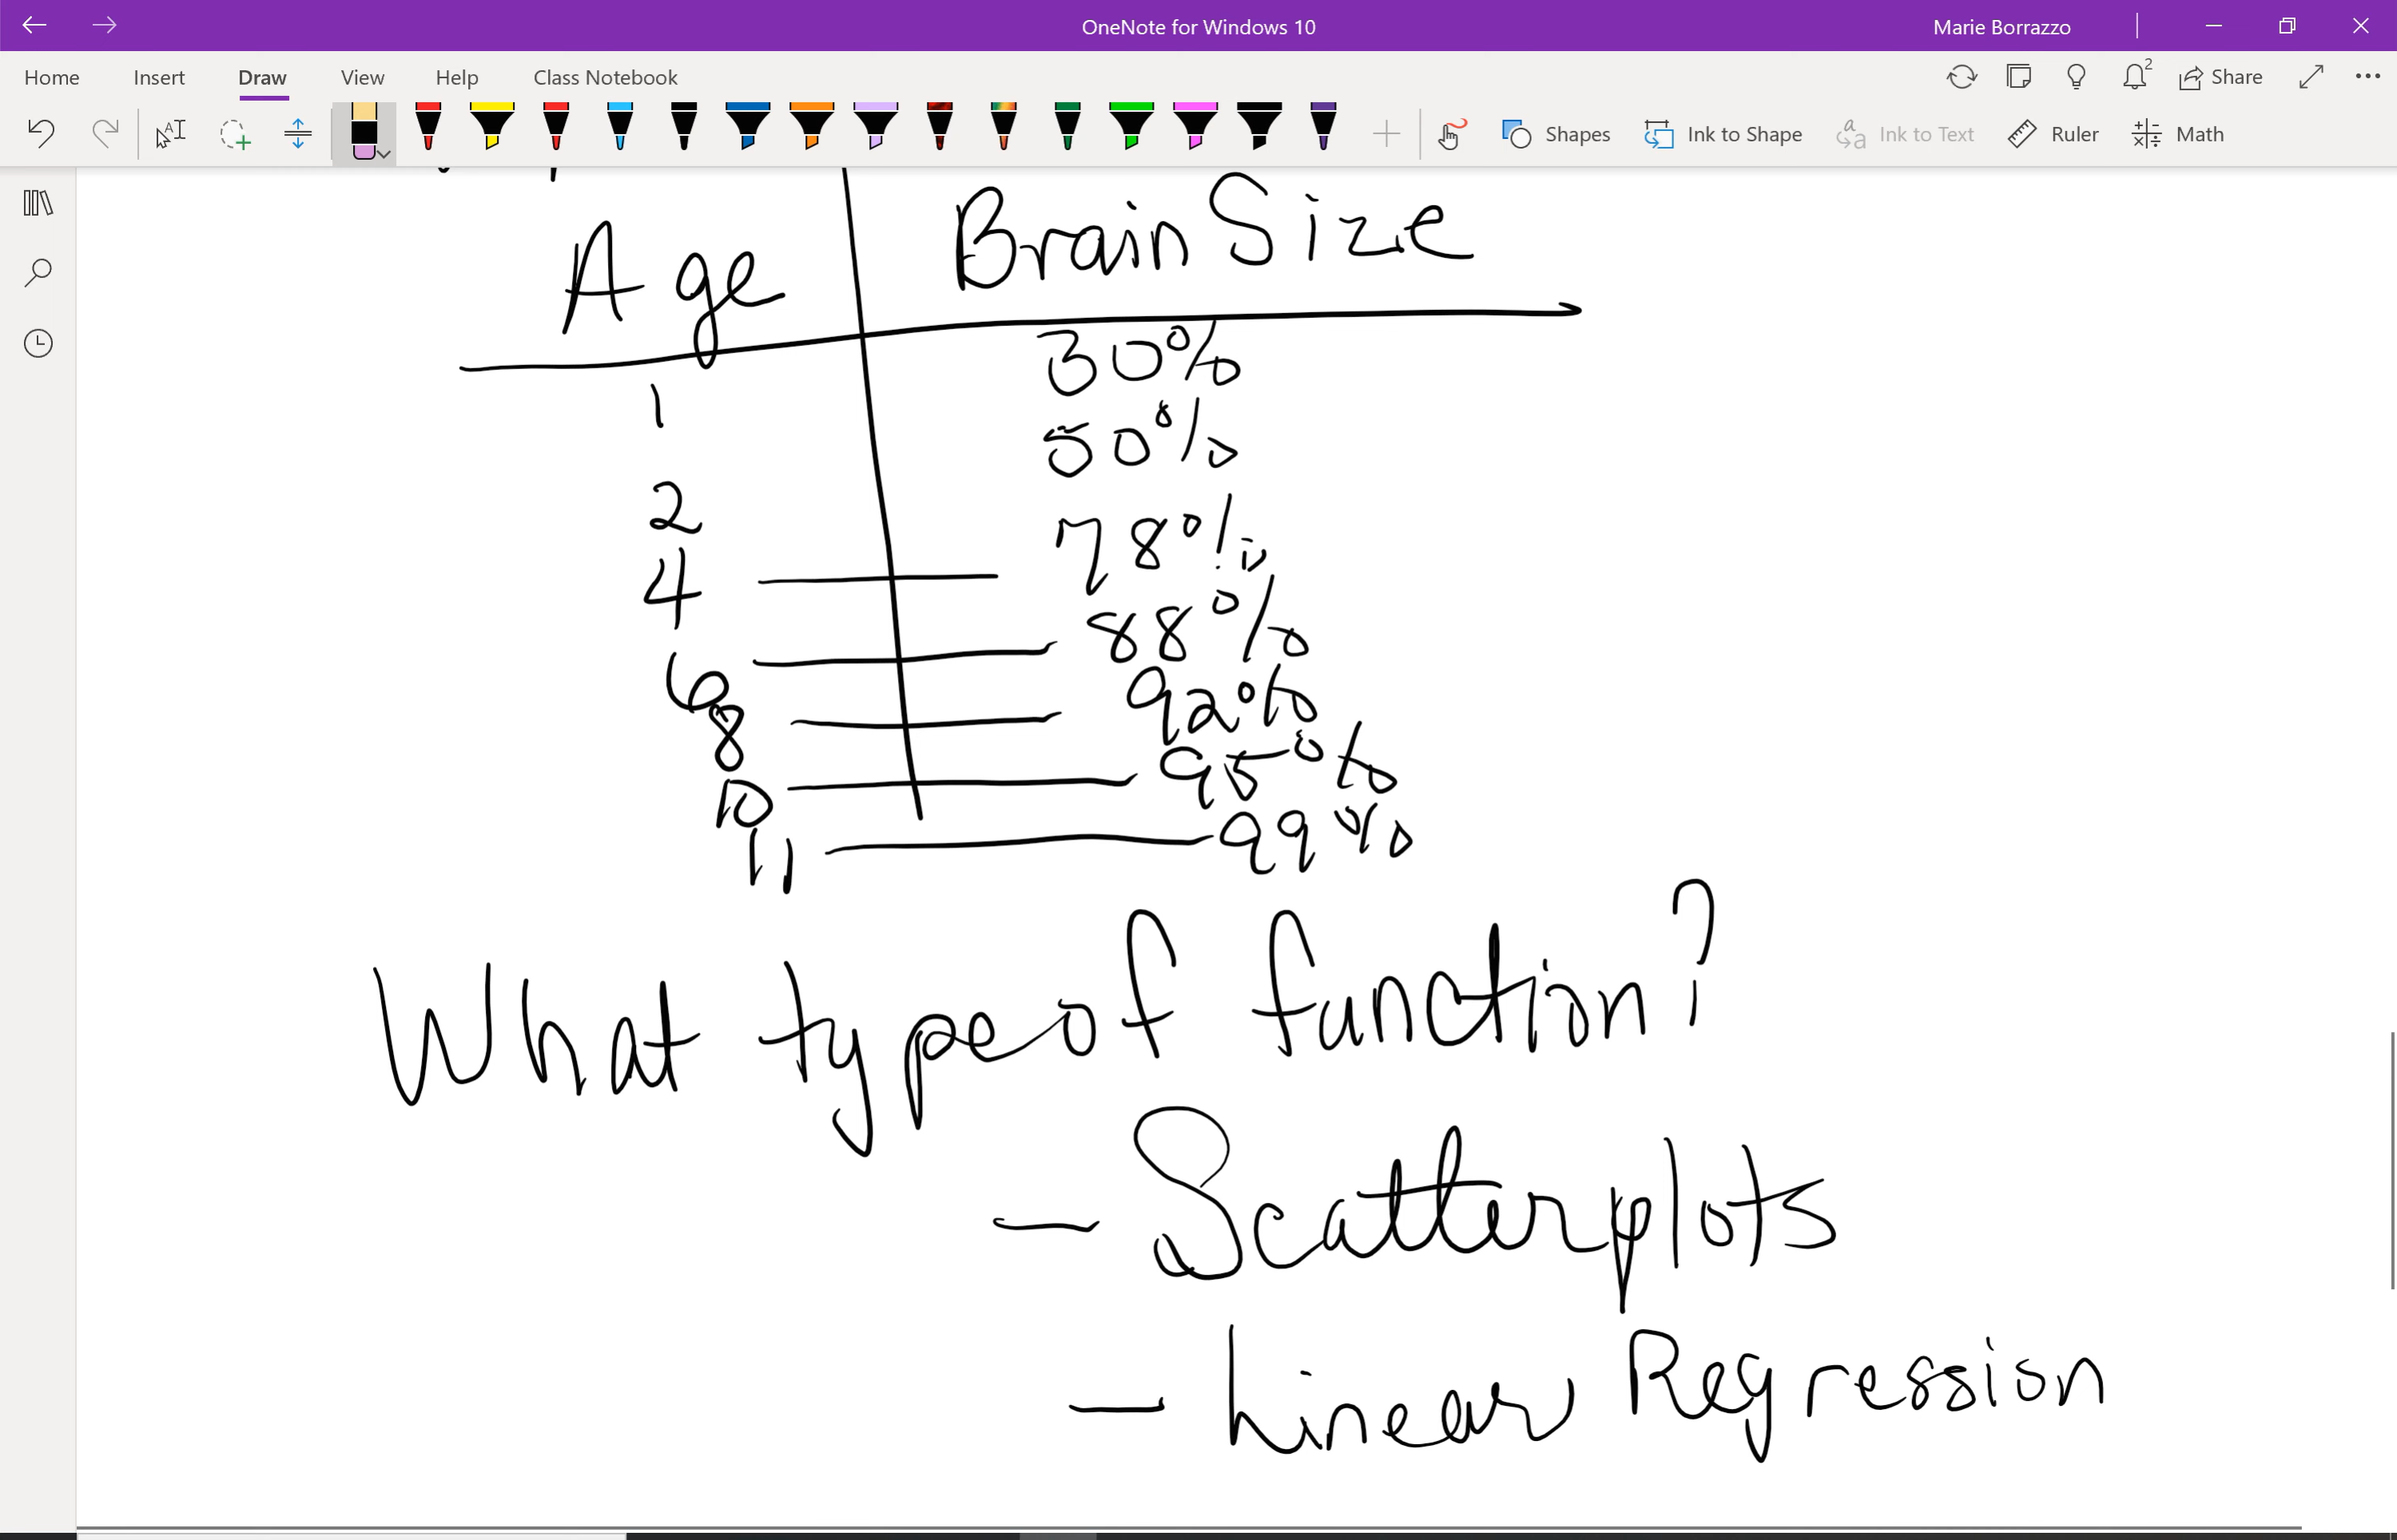 OneNote for Windows 10
Marie Borrazzo
Home Insert Draw View Help Class Notebook
2 Share
Shapes Ink to Shape Ink to Text Ruler Math
Age Brain Size
1 30%
2 50%
4 78%
6 88%
8 92%
10 95%
11 99%
What type of function?
- Scatterplots
- Linear Regression